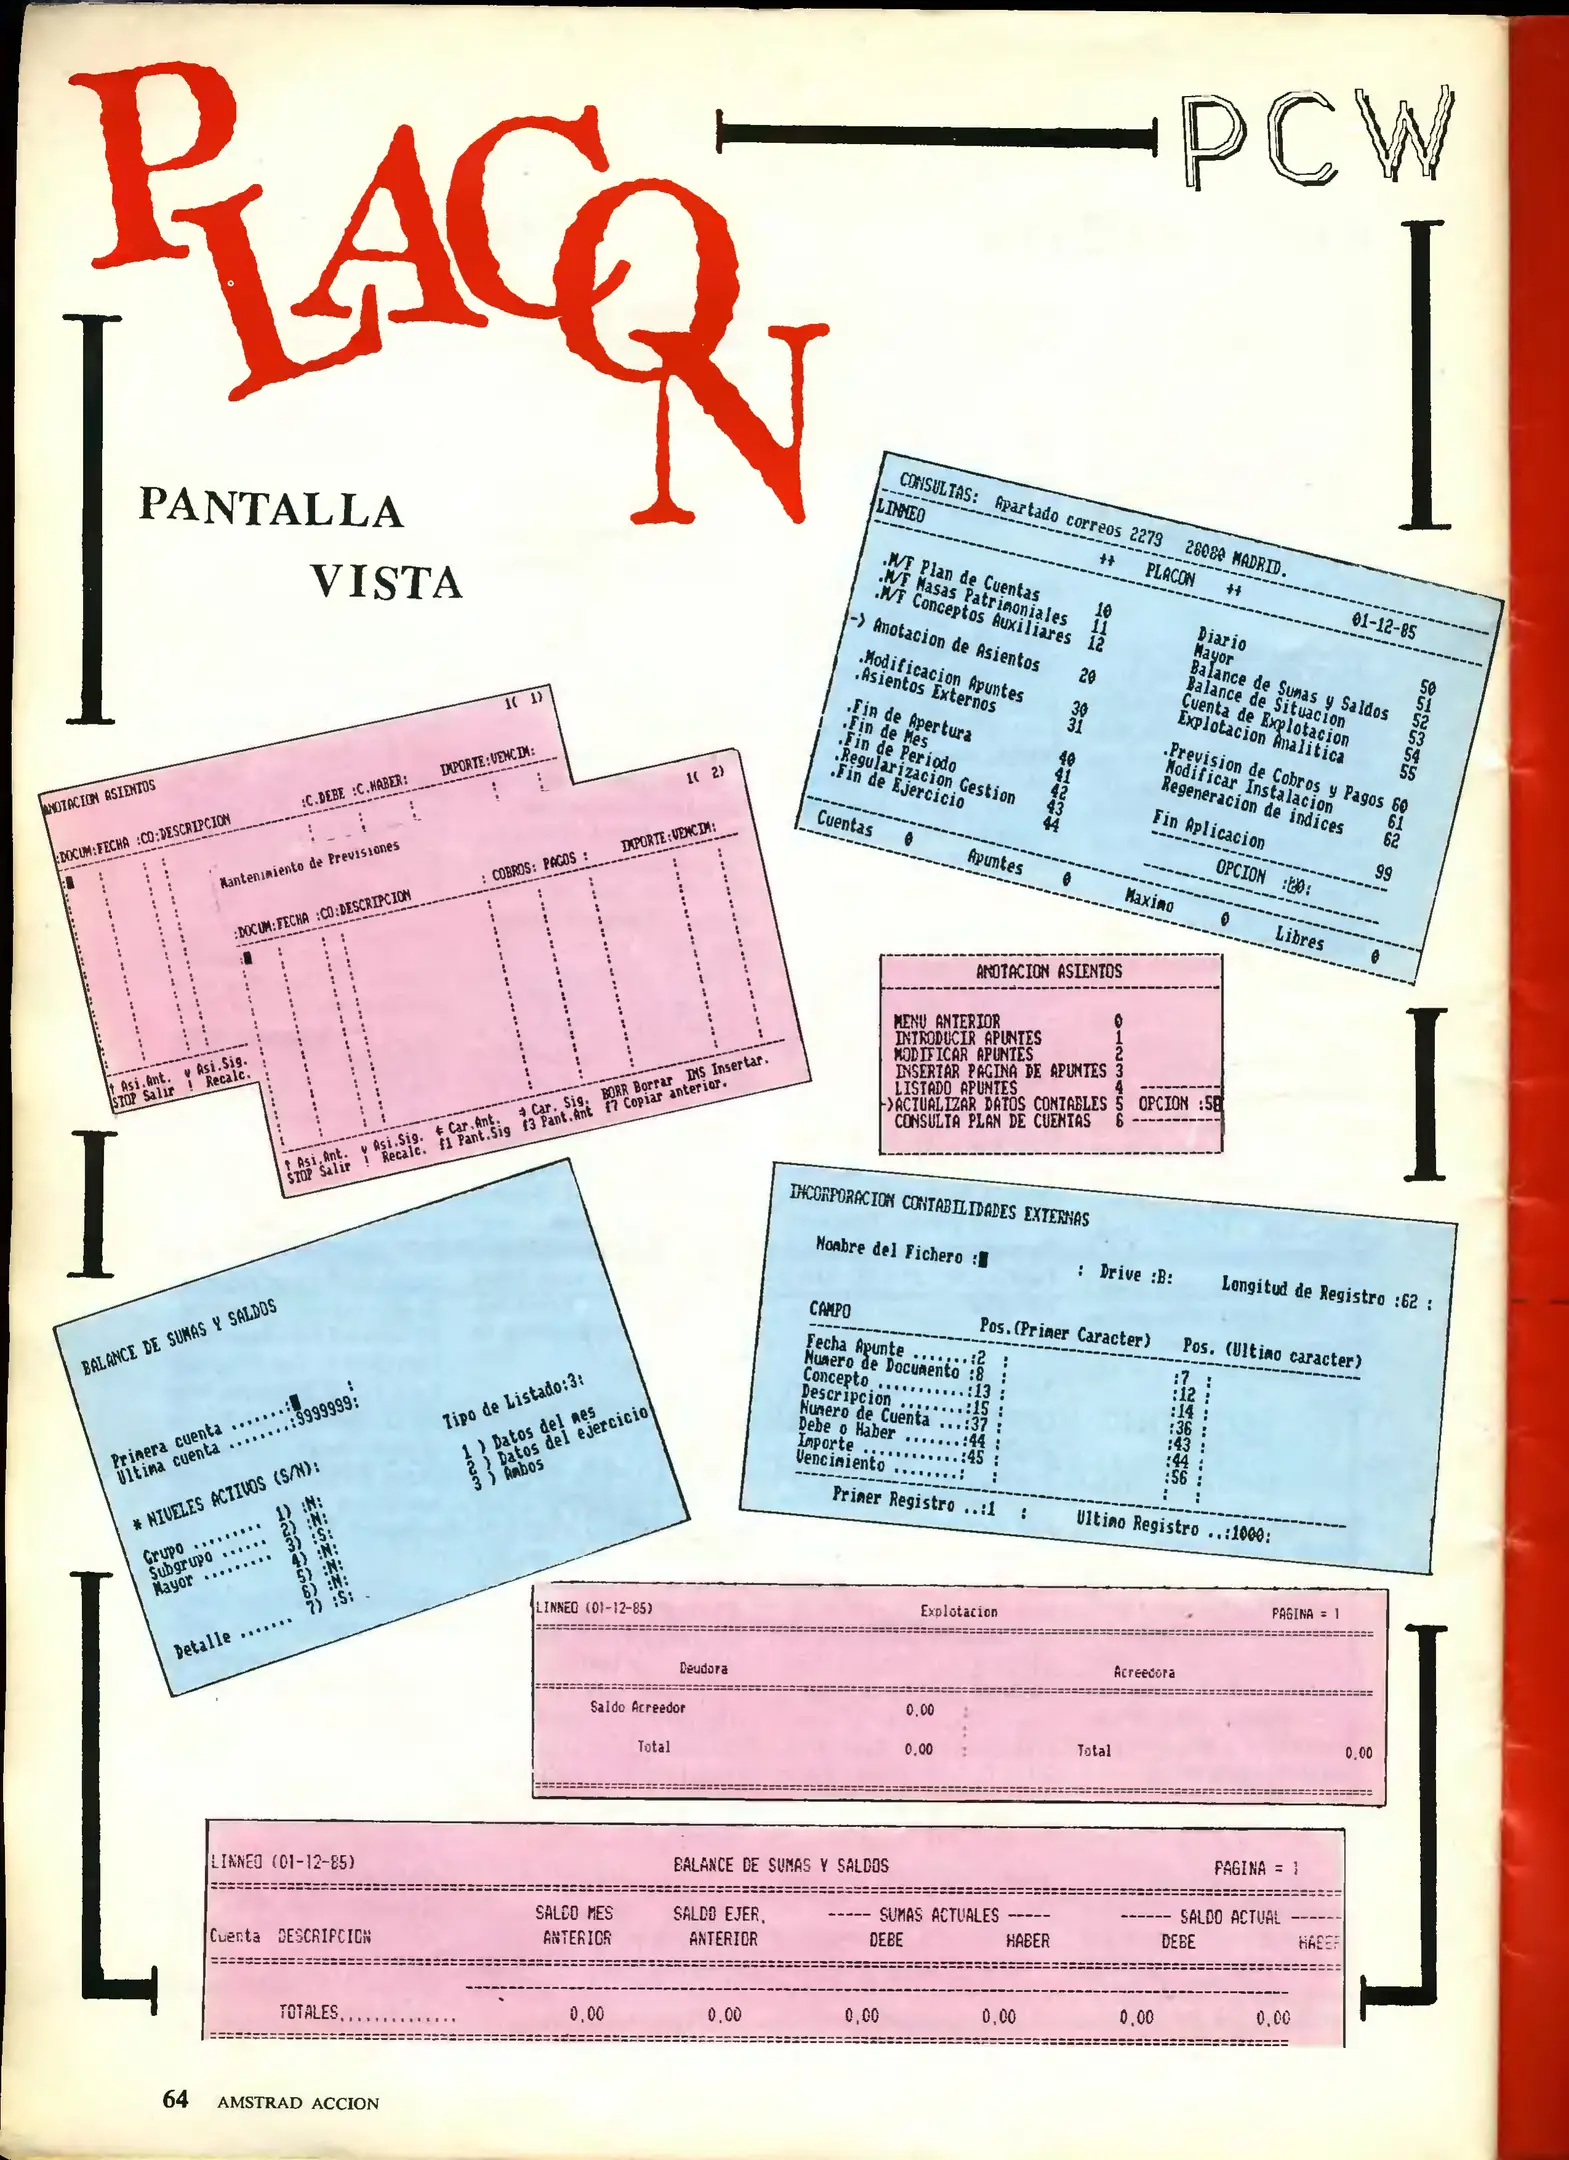 PLACON
PCW
PANTALLA
VISTA
CONSULTAS: Apartado correos 2279 28080 MADRID.
LINNEO ++ PLACON ++ 01-12-85
.M/T Plan de Cuentas 10
.M/T Masas Patrimoniales 11
.M/T Conceptos Auxiliares 12
-> Anotacion de Asientos 20
.Modificacion Apuntes 30
.Asientos Externos 31
.Fin de Apertura 40
.Fin de Mes 41
.Fin de Periodo 42
.Regularizacion Gestion 43
.Fin de Ejercicio 44
Diario 50
Mayor 51
Balance de Sumas y Saldos 52
Balance de Situacion 53
Cuenta de Explotacion 54
Explotacion Analitica 55
.Prevision de Cobros y Pagos 60
Modificar Instalacion 61
Regeneracion de indices 62
Fin Aplicacion 99
OPCION
Cuentas 0 Apuntes 0 Maximo 0 Libres 0
1( 1)
ANOTACION ASIENTOS
:DOCUM:FECHA :CO:DESCRIPCION :C.DEBE :C.HABER: IMPORTE:VENCIM:
↑ Asi.Ant. v Asi.Sig.
STOP Salir ! Recalc.
1( 2)
Mantenimiento de Previsiones
:DOCUM:FECHA :CO:DESCRIPCION : COBROS: PAGOS : IMPORTE:VENCIM:
↑ Asi.Ant. v Asi.Sig. ← Car.Ant. → Car. Sig. BORR Borrar INS Insertar.
STOP Salir ! Recalc. f1 Pant.Sig f3 Pant.Ant f7 Copiar anterior.
ANOTACION ASIENTOS
MENU ANTERIOR 0
INTRODUCIR APUNTES 1
MODIFICAR APUNTES 2
INSERTAR PAGINA DE APUNTES 3
LISTADO APUNTES 4
->ACTUALIZAR DATOS CONTABLES 5 OPCION :5
CONSULTA PLAN DE CUENTAS 6
INCORPORACION CONTABILIDADES EXTERNAS
Nombre del Fichero : : Drive :B: Longitud de Registro :62 :
CAMPO Pos.(Primer Caracter) Pos. (Ultimo caracter)
Fecha Apunte .......:2 : :7 :
Numero de Documento :8 : :12 :
Concepto ...........:13 : :14 :
Descripcion ........:15 : :36 :
Numero de Cuenta ...:37 : :43 :
Debe o Haber .......:44 : :44 :
Importe ............:45 : :56 :
Vencimiento ........: : : :
Primer Registro ..:1 : Ultimo Registro ..:1000:
BALANCE DE SUMAS Y SALDOS
Primera cuenta .......: :
Ultima cuenta ........:9999999:
* NIVELES ACTIVOS (S/N):
Grupo ........ 1) :N:
Subgrupo ...... 2) :N:
Mayor ......... 3) :S:
4) :N:
5) :N:
6) :N:
Detalle ....... 7) :S:
Tipo de Listado:3:
1 ) Datos del mes
2 ) Datos del ejercicio
3 ) Ambos
LINNEO (01-12-85) Explotacion PAGINA = 1
Deudora Acreedora
Saldo Acreedor 0.00 :
Total 0.00 : Total 0.00
LINNEO (01-12-85) BALANCE DE SUMAS Y SALDOS PAGINA = 1
SALDO MES SALDO EJER. ----- SUMAS ACTUALES ----- ------ SALDO ACTUAL ------
Cuenta DESCRIPCION ANTERIOR ANTERIOR DEBE HABER DEBE HABER
TOTALES.............. 0.00 0.00 0.00 0.00 0.00 0.00
64 AMSTRAD ACCION